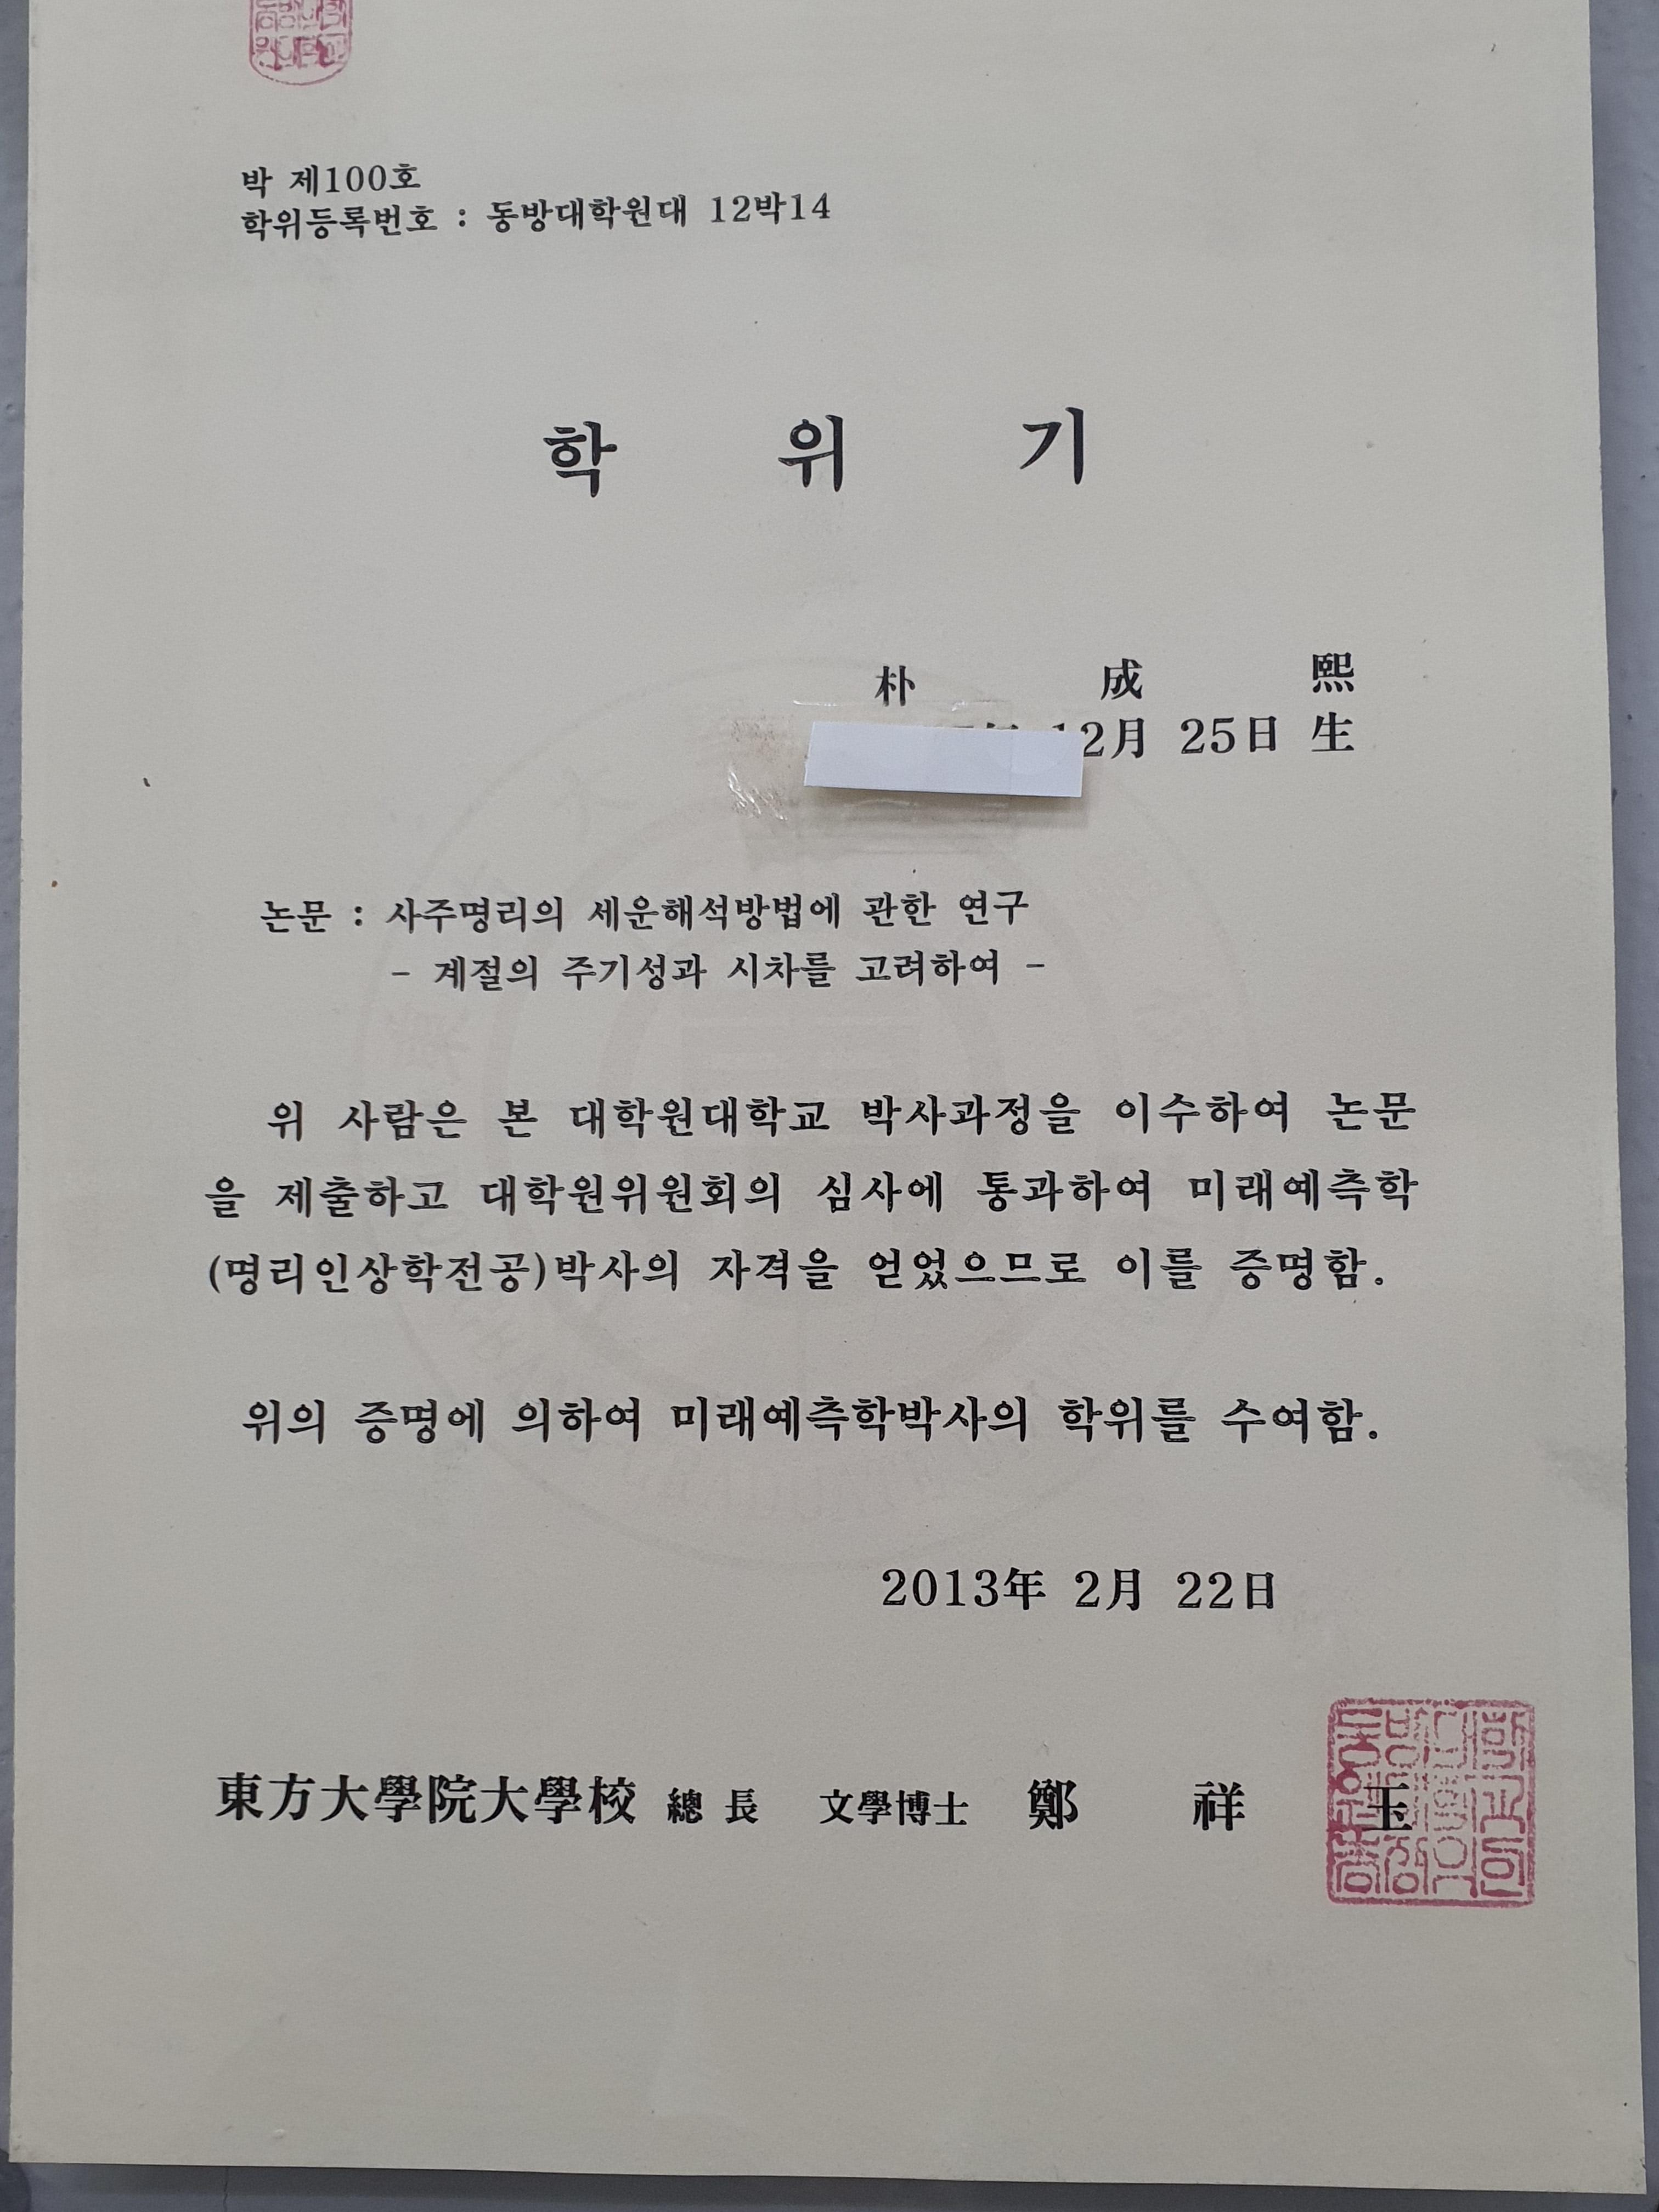 박 제100호
학위등록번호 : 동방대학원대 12박14
학 위 기
朴 成 熙
12月 25日 生
논문 : 사주명리의 세운해석방법에 관한 연구
- 계절의 주기성과 시차를 고려하여 -
위 사람은 본 대학원대학교 박사과정을 이수하여 논문
을 제출하고 대학원위원회의 심사에 통과하여 미래예측학
(명리인상학전공)박사의 자격을 얻었으므로 이를 증명함.
위의 증명에 의하여 미래예측학박사의 학위를 수여함.
2013年 2月 22日
東方大學院大學校 總 長 文學博士 鄭 祥 玉